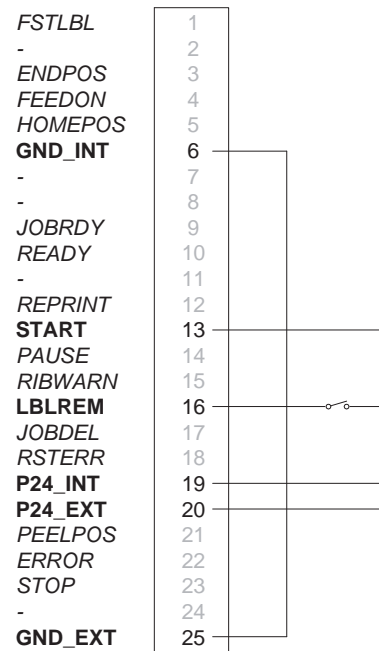 FSTLBL 1
- 2
ENDPOS 3
FEEDON 4
HOMEPOS 5
GND_INT 6
- 7
- 8
JOBRDY 9
READY 10
- 11
REPRINT 12
START 13
PAUSE 14
RIBWARN 15
LBLREM 16
JOBDEL 17
RSTERR 18
P24_INT 19
P24_EXT 20
PEELPOS 21
ERROR 22
STOP 23
- 24
GND_EXT 25